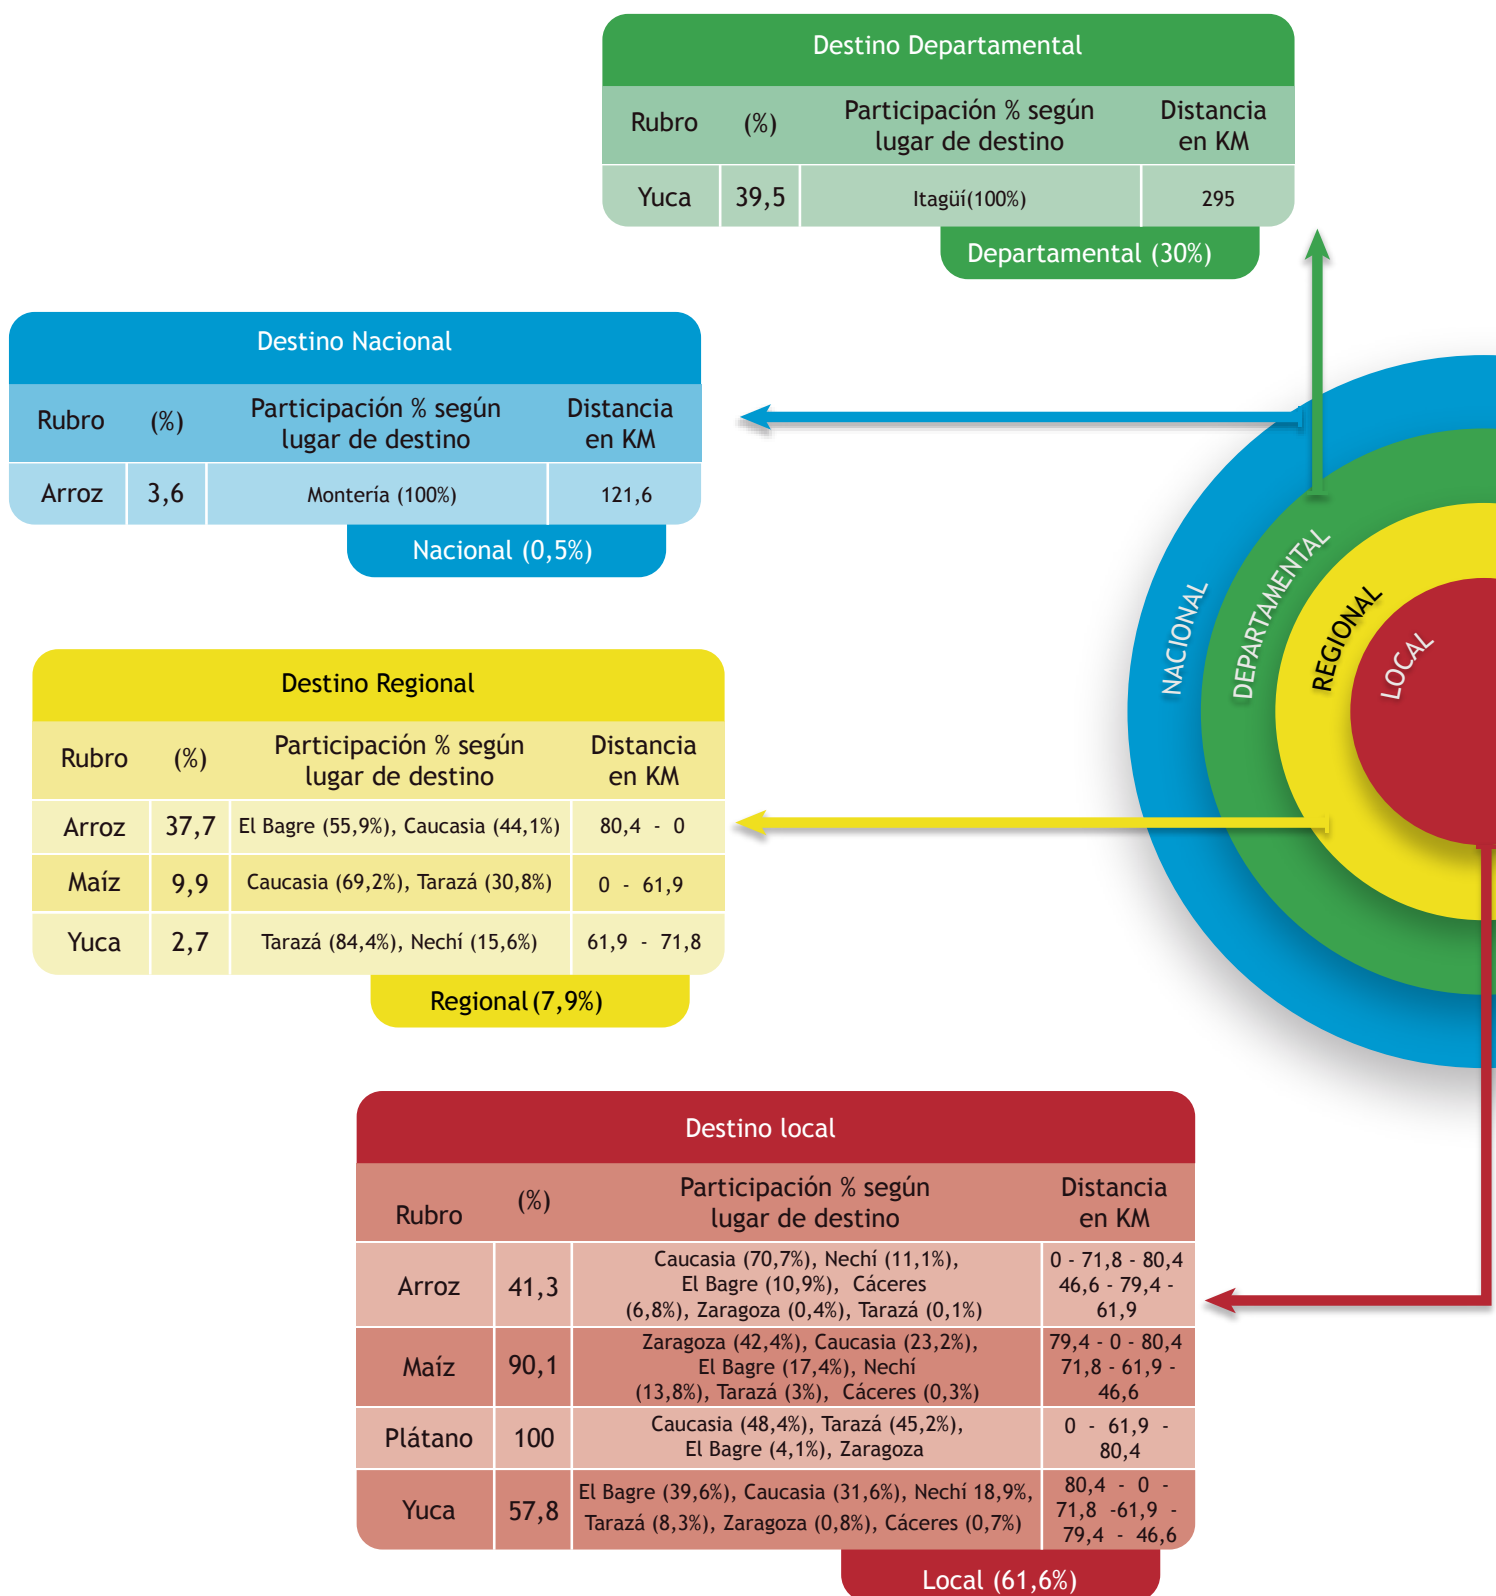 Destino Departamental
Rubro (%) Participación % según lugar de destino Distancia en KM
Yuca 39,5 Itagüí(100%) 295
Departamental (30%)
Destino Nacional
Rubro (%) Participación % según lugar de destino Distancia en KM
Arroz 3,6 Montería (100%) 121,6
Nacional (0,5%)
NACIONAL
DEPARTAMENTAL
REGIONAL
LOCAL
Destino Regional
Rubro (%) Participación % según lugar de destino Distancia en KM
Arroz 37,7 El Bagre (55,9%), Caucasia (44,1%) 80,4 - 0
Maíz 9,9 Caucasia (69,2%), Tarazá (30,8%) 0 - 61,9
Yuca 2,7 Tarazá (84,4%), Nechí (15,6%) 61,9 - 71,8
Regional (7,9%)
Destino local
Rubro (%) Participación % según lugar de destino Distancia en KM
Arroz 41,3
Caucasia (70,7%), Nechí (11,1%),
El Bagre (10,9%), Cáceres
(6,8%), Zaragoza (0,4%), Tarazá (0,1%)
0 - 71,8 - 80,4
46,6 - 79,4 -
61,9
Maíz 90,1
Zaragoza (42,4%), Caucasia (23,2%),
El Bagre (17,4%), Nechí
(13,8%), Tarazá (3%), Cáceres (0,3%)
79,4 - 0 - 80,4
71,8 - 61,9 -
46,6
Plátano 100
Caucasia (48,4%), Tarazá (45,2%),
El Bagre (4,1%), Zaragoza
0 - 61,9 -
80,4
Yuca 57,8
El Bagre (39,6%), Caucasia (31,6%), Nechí 18,9%,
Tarazá (8,3%), Zaragoza (0,8%), Cáceres (0,7%)
80,4 - 0 -
71,8 -61,9 -
79,4 - 46,6
Local (61,6%)